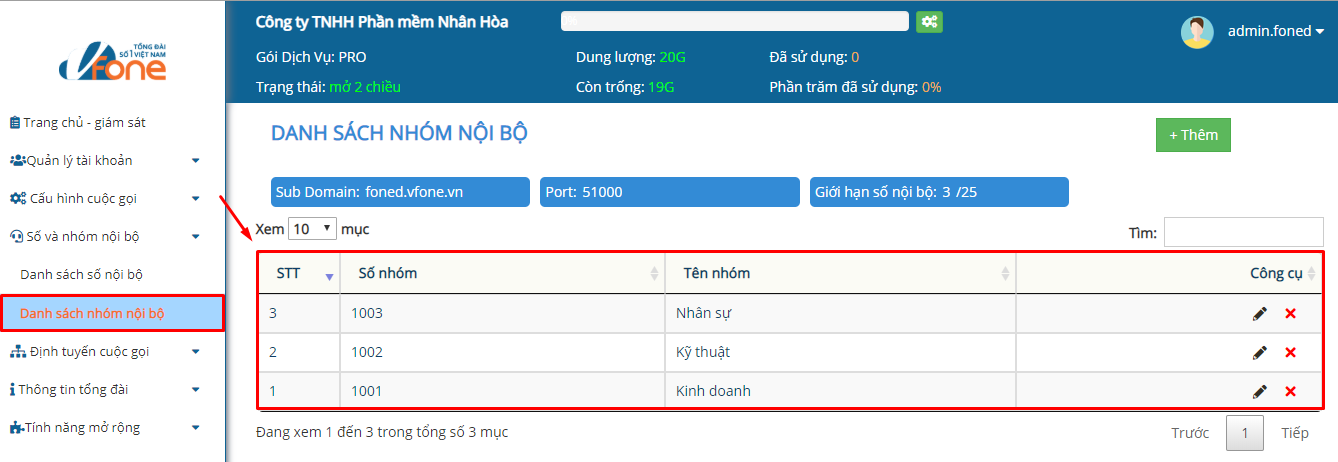 TỔNG ĐÀI
SỐ 1 VIỆT NAM
Vfone
Trang chủ - giám sát
Quản lý tài khoản
Cấu hình cuộc gọi
Số và nhóm nội bộ
Danh sách số nội bộ
Danh sách nhóm nội bộ
Định tuyến cuộc gọi
Thông tin tổng đài
Tính năng mở rộng
Công ty TNHH Phần mềm Nhân Hòa
admin.foned
Gói Dịch Vụ: PRO Dung lượng: 20G Đã sử dụng: 0
Trạng thái: mở 2 chiều Còn trống: 19G Phần trăm đã sử dụng: 0%
DANH SÁCH NHÓM NỘI BỘ
+ Thêm
Sub Domain: foned.vfone.vn Port: 51000 Giới hạn số nội bộ: 3 /25
Xem 10 mục Tìm:
STT Số nhóm Tên nhóm Công cụ
3 1003 Nhân sự
2 1002 Kỹ thuật
1 1001 Kinh doanh
Đang xem 1 đến 3 trong tổng số 3 mục Trước 1 Tiếp